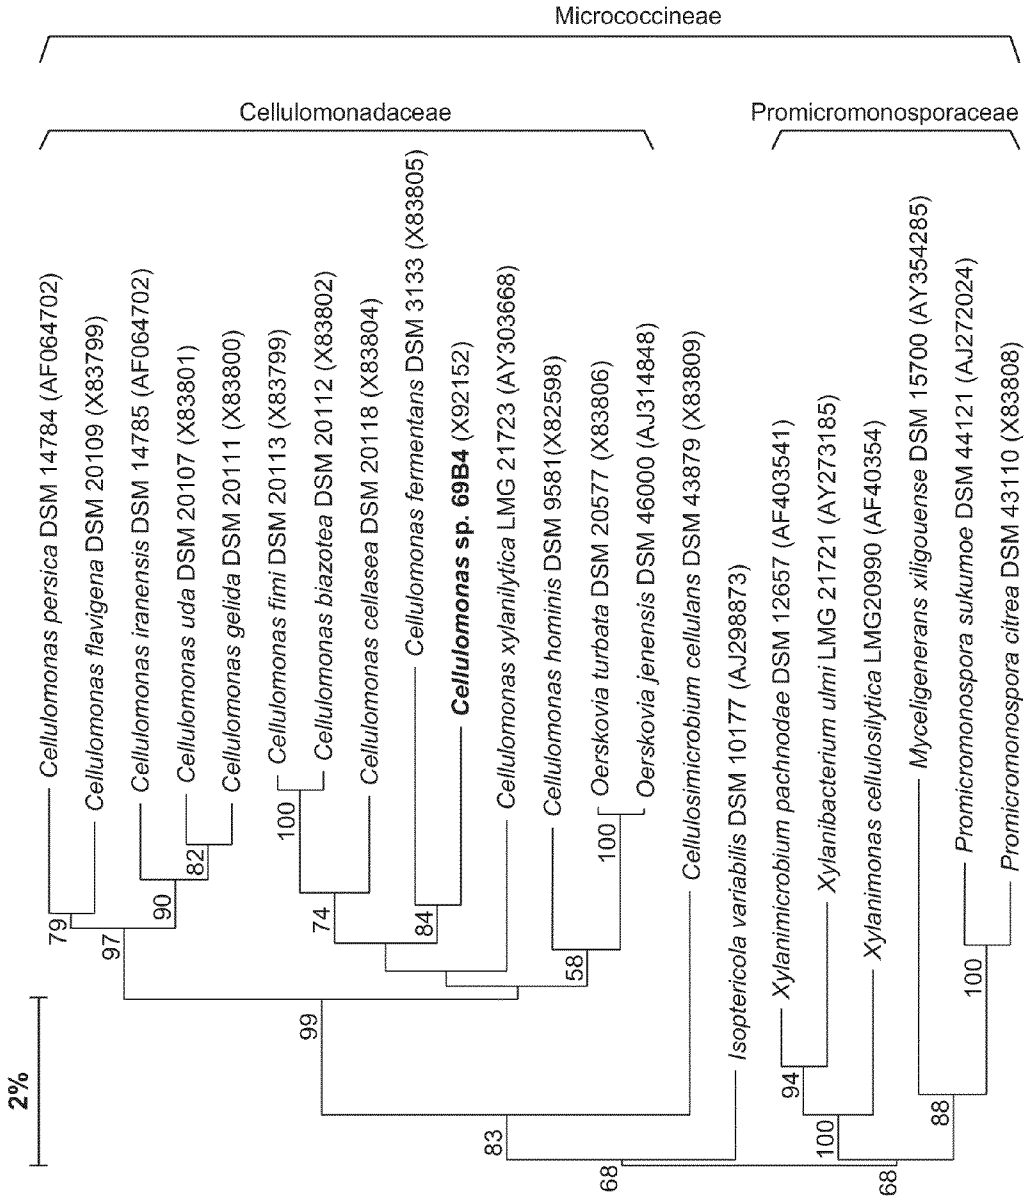 Micrococcineae
Cellulomonadaceae
Promicromonosporaceae
Cellulomonas persica DSM 14784 (AF064702)
Cellulomonas flavigena DSM 20109 (X83799)
Cellulomonas iranensis DSM 14785 (AF064702)
Cellulomonas uda DSM 20107 (X83801)
Cellulomonas gelida DSM 20111 (X83800)
Cellulomonas fimi DSM 20113 (X83799)
Cellulomonas biazotea DSM 20112 (X83802)
Cellulomonas cellasea DSM 20118 (X83804)
Cellulomonas fermentans DSM 3133 (X83805)
Cellulomonas sp. 69B4 (X92152)
Cellulomonas xylanilytica LMG 21723 (AY303668)
Cellulomonas hominis DSM 9581(X82598)
Oerskovia turbata DSM 20577 (X83806)
Oerskovia jenensis DSM 46000 (AJ314848)
Cellulosimicrobium cellulans DSM 43879 (X83809)
Isoptericola variabilis DSM 10177 (AJ298873)
Xylanimicrobium pachnodae DSM 12657 (AF403541)
Xylanibacterium ulmi LMG 21721 (AY273185)
Xylanimonas cellulosilytica LMG20990 (AF40354)
Myceligenerans xiligouense DSM 15700 (AY354285)
Promicromonospora sukumoe DSM 44121 (AJ272024)
Promicromonospora citrea DSM 43110 (X83808)
79
97
90
82
100
74
84
58
100
99
83
68
94
100
88
100
68
2%